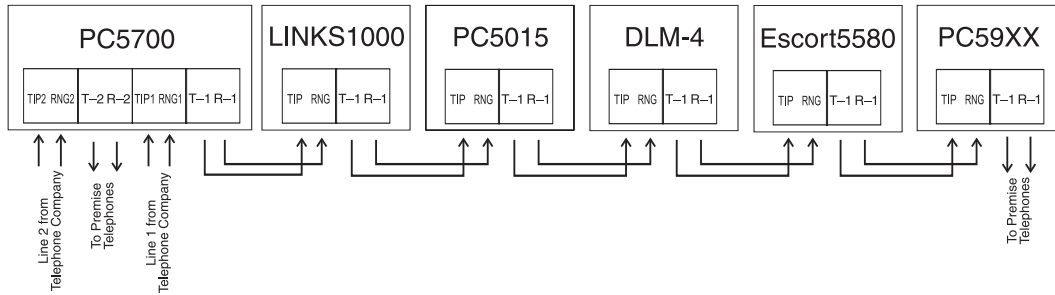 PC5700
LINKS1000
PC5015
DLM-4
Escort5580
PC59XX
TIP2 RNG2 T–2 R–2 TIP1 RNG1 T–1 R–1
TIP RNG T–1 R–1
TIP RNG T–1 R–1
TIP RNG T–1 R–1
TIP RNG T–1 R–1
TIP RNG T–1 R–1
Line 2 from
Telephone Company
To Premise
Telephones
Line 1 from
Telephone Company
To Premise
Telephones